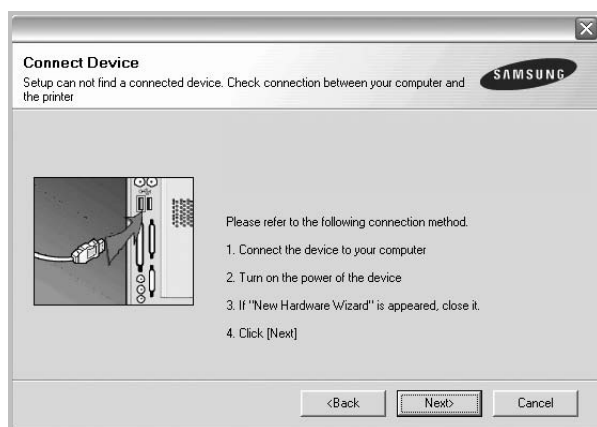 Connect Device
Setup can not find a connected device. Check connection between your computer and
the printer
SAMSUNG
Please refer to the following connection method.
1. Connect the device to your computer
2. Turn on the power of the device
3. If "New Hardware Wizard" is appeared, close it.
4. Click [Next]
<Back
Next>
Cancel